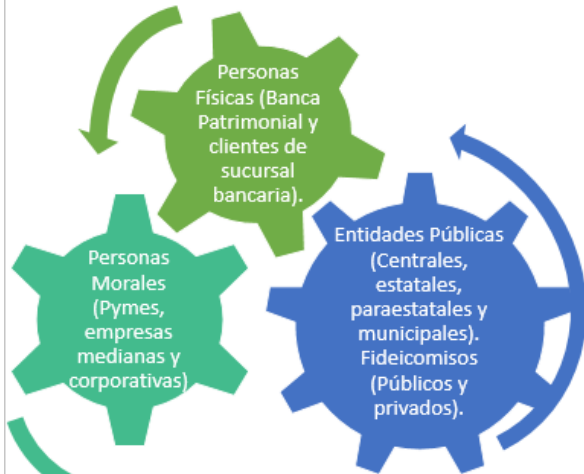 Personas
Físicas (Banca
Patrimonial y
clientes de
sucursal
bancaria).
Personas
Morales
(Pymes,
empresas
medianas y
corporativas)
Entidades Públicas
(Centrales,
estatales,
paraestatales y
municipales).
Fideicomisos
(Públicos y
privados).